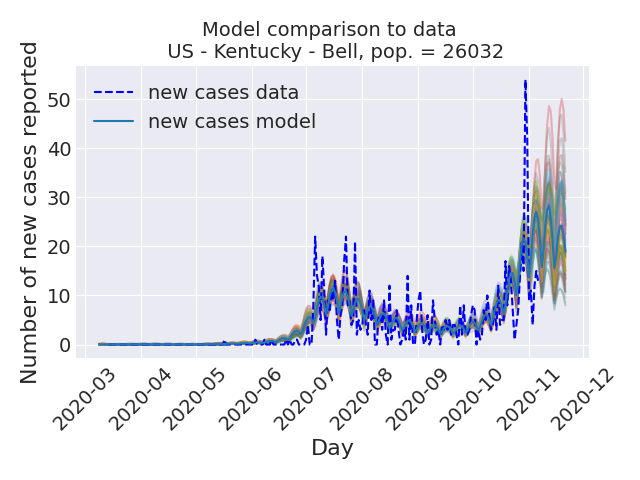 Model comparison to data
US - Kentucky - Bell, pop. = 26032
Number of new cases reported
50
40
30
20
10
0
new cases data
new cases model
2020-03
2020-04
2020-05
2020-06
2020-07
2020-08
2020-09
2020-10
2020-11
2020-12
Day